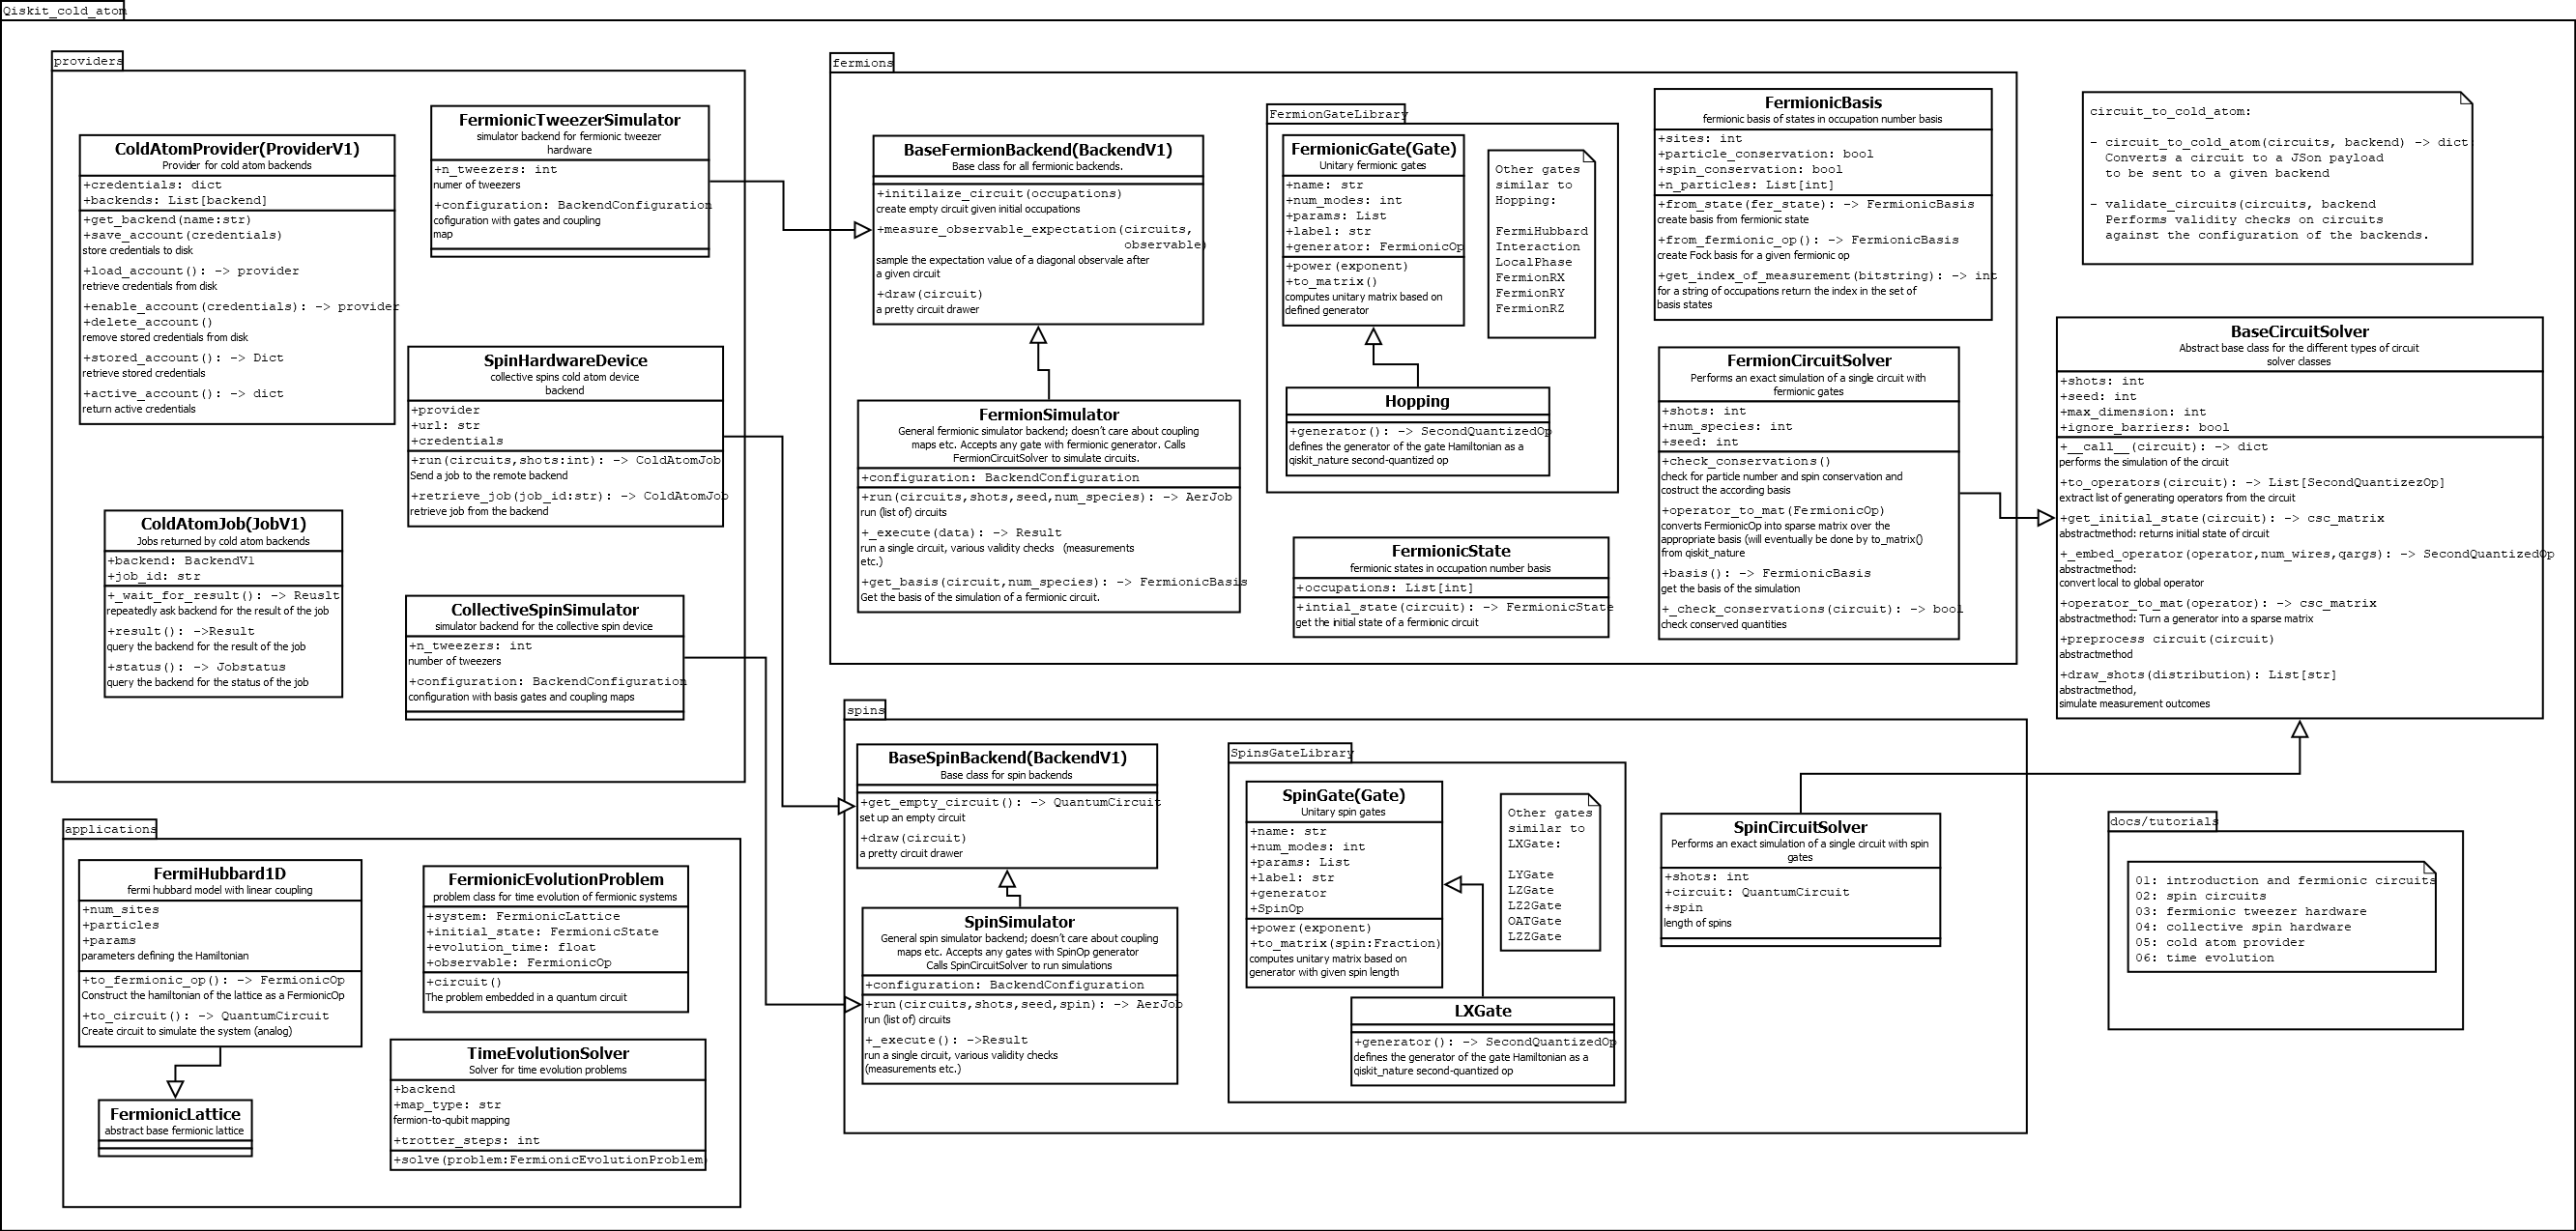 Qiskit_cold_atom
providers
ColdAtomProvider(ProviderV1)
Provider for cold atom backends
+credentials: dict
+backends: List[backend]
+get_backend(name:str)
+save_account(credentials)
store credentials to disk
+load_account(): -> provider
retrieve credentials from disk
+enable_account(credentials): -> provider
+delete_account()
remove stored credentials from disk
+stored_account(): -> Dict
retrieve stored credentials
+active_account(): -> dict
return active credentials
FermionicTweezerSimulator
simulator backend for fermionic tweezer
hardware
+n_tweezers: int
numer of tweezers
+configuration: BackendConfiguration
cofiguration with gates and coupling
map
SpinHardwareDevice
collective spins cold atom device
backend
+provider
+url: str
+credentials
+run(circuits,shots:int): -> ColdAtomJob
Send a job to the remote backend
+retrieve_job(job_id:str): -> ColdAtomJob
retrieve job from the backend
ColdAtomJob(JobV1)
Jobs returned by cold atom backends
+backend: BackendV1
+job_id: str
+_wait_for_result(): -> Reuslt
repeatedly ask backend for the result of the job
+result(): ->Result
query the backend for the result of the job
+status(): -> Jobstatus
query the backend for the status of the job
CollectiveSpinSimulator
simulator backend for the collective spin device
+n_tweezers: int
number of tweezers
+configuration: BackendConfiguration
configuration with basis gates and coupling maps
applications
FermiHubbard1D
fermi hubbard model with linear coupling
+num_sites
+particles
+params
parameters defining the Hamiltonian
+to_fermionic_op(): -> FermionicOp
Construct the hamiltonian of the lattice as a FermionicOp
+to_circuit(): -> QuantumCircuit
Create circuit to simulate the system (analog)
FermionicLattice
abstract base fermionic lattice
FermionicEvolutionProblem
problem class for time evolution of fermionic systems
+system: FermionicLattice
+initial_state: FermionicState
+evolution_time: float
+observable: FermionicOp
+circuit()
The problem embedded in a quantum circuit
TimeEvolutionSolver
Solver for time evolution problems
+backend
+map_type: str
fermion-to-qubit mapping
+trotter_steps: int
+solve(problem:FermionicEvolutionProblem)
fermions
BaseFermionBackend(BackendV1)
Base class for all fermionic backends.
+initilaize_circuit(occupations)
create empty circuit given initial occupations
+measure_observable_expectation(circuits,
observable)
sample the expectation value of a diagonal observale after
a given circuit
+draw(circuit)
a pretty circuit drawer
FermionSimulator
General fermionic simulator backend; doesn't care about coupling
maps etc. Accepts any gate with fermionic generator. Calls
FermionCircuitSolver to simulate circuits.
+configuration: BackendConfiguration
+run(circuits,shots,seed,num_species): -> AerJob
run (list of) circuits
+_execute(data): -> Result
run a single circuit, various validity checks (measurements
etc.)
+get_basis(circuit,num_species): -> FermionicBasis
Get the basis of the simulation of a fermionic circuit.
FermionGateLibrary
FermionicGate(Gate)
Unitary fermionic gates
+name: str
+num_modes: int
+params: List
+label: str
+generator: FermionicOp
+power(exponent)
+to_matrix()
computes unitary matrix based on
defined generator
Other gates
similar to
Hopping:
FermiHubbard
Interaction
LocalPhase
FermionRX
FermionRY
FermionRZ
Hopping
+generator(): -> SecondQuantizedOp
defines the generator of the gate Hamiltonian as a
qiskit_nature second-quantized op
FermionicState
fermionic states in occupation number basis
+occupations: List[int]
+intial_state(circuit): -> FermionicState
get the initial state of a fermionic circuit
FermionicBasis
fermionic basis of states in occupation number basis
+sites: int
+particle_conservation: bool
+spin_conservation: bool
+n_particles: List[int]
+from_state(fer_state): -> FermionicBasis
create basis from fermionic state
+from_fermionic_op(): -> FermionicBasis
create Fock basis for a given fermionic op
+get_index_of_measurement(bitstring): -> int
for a string of occupations return the index in the set of
basis states
FermionCircuitSolver
Performs an exact simulation of a single circuit with
fermionic gates
+shots: int
+num_species: int
+seed: int
+check_conservations()
check for particle number and spin conservation and
costruct the according basis
+operator_to_mat(FermionicOp)
converts FermionicOp into sparse matrix over the
appropriate basis (will eventually be done by to_matrix()
from qiskit_nature
+basis(): -> FermionicBasis
get the basis of the simulation
+_check_conservations(circuit): -> bool
check conserved quantities
circuit_to_cold_atom:
- circuit_to_cold_atom(circuits, backend) -> dict
Converts a circuit to a JSon payload
to be sent to a given backend
- validate_circuits(circuits, backend
Performs validity checks on circuits
against the configuration of the backends.
BaseCircuitSolver
Abstract base class for the different types of circuit
solver classes
+shots: int
+seed: int
+max_dimension: int
+ignore_barriers: bool
+__call__(circuit): -> dict
performs the simulation of the circuit
+to_operators(circuit): -> List[SecondQuantizezOp]
extract list of generating operators from the circuit
+get_initial_state(circuit): -> csc_matrix
abstractmethod: returns initial state of circuit
+_embed_operator(operator,num_wires,qargs): -> SecondQuantizedOp
abstractmethod:
convert local to global operator
+operator_to_mat(operator): -> csc_matrix
abstractmethod: Turn a generator into a sparse matrix
+preprocess circuit(circuit)
abstractmethod
+draw_shots(distribution): List[str]
abstractmethod,
simulate measurement outcomes
spins
BaseSpinBackend(BackendV1)
Base class for spin backends
+get_empty_circuit(): -> QuantumCircuit
set up an empty circuit
+draw(circuit)
a pretty circuit drawer
SpinSimulator
General spin simulator backend; doesn't care about coupling
maps etc. Accepts any gates with SpinOp generator
Calls SpinCircuitSolver to run simulations
+configuration: BackendConfiguration
+run(circuits,shots,seed,spin): -> AerJob
run (list of) circuits
+_execute(): ->Result
run a single circuit, various validity checks
(measurements etc.)
SpinsGateLibrary
SpinGate(Gate)
Unitary spin gates
+name: str
+num_modes: int
+params: List
+label: str
+generator
+SpinOp
+power(exponent)
+to_matrix(spin:Fraction)
computes unitary matrix based on
generator with given spin length
Other gates
similar to
LXGate:
LYGate
LZGate
LZ2Gate
OATGate
LZZGate
LXGate
+generator(): -> SecondQuantizedOp
defines the generator of the gate Hamiltonian as a
qiskit_nature second-quantized op
SpinCircuitSolver
Performs an exact simulation of a single circuit with spin
gates
+shots: int
+circuit: QuantumCircuit
+spin
length of spins
docs/tutorials
01: introduction and fermionic circuits
02: spin circuits
03: fermionic tweezer hardware
04: collective spin hardware
05: cold atom provider
06: time evolution